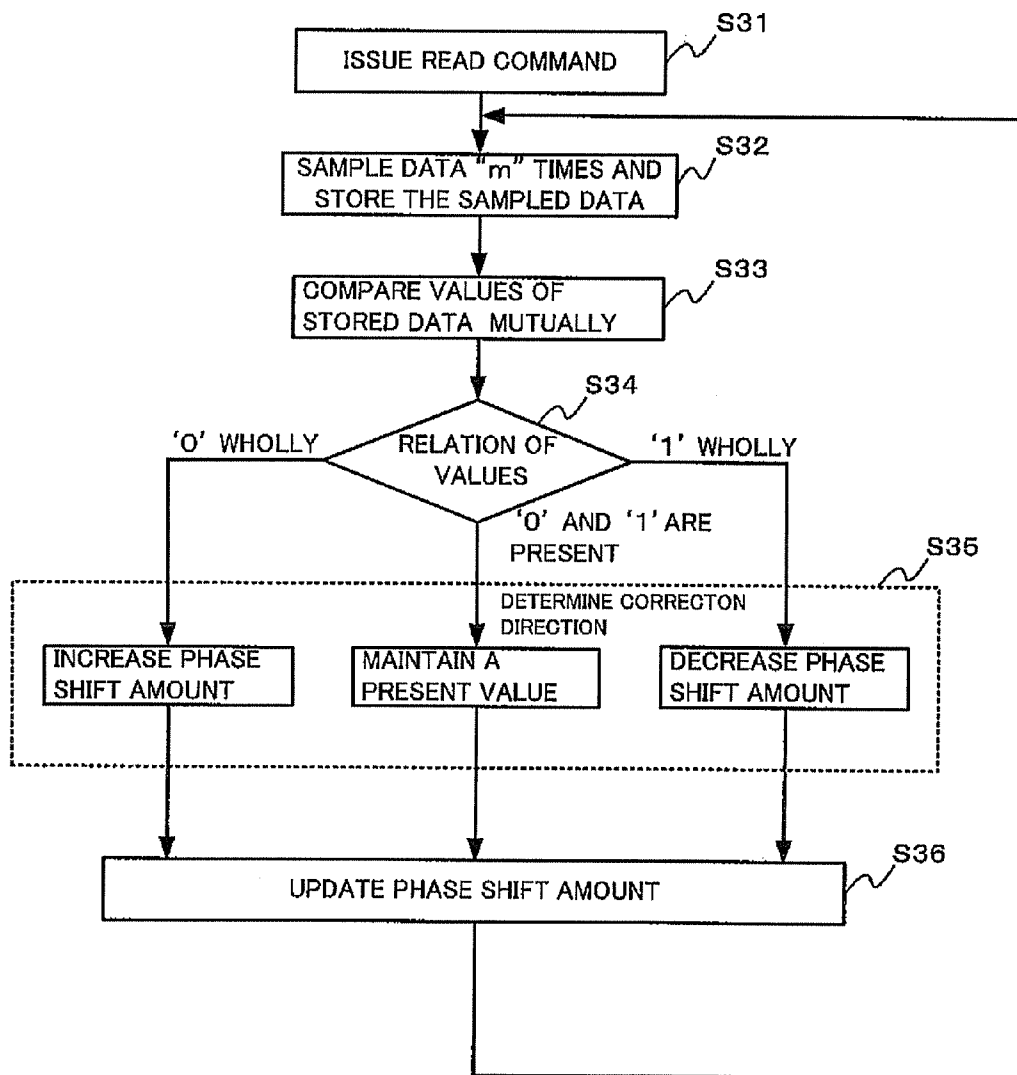 S31
ISSUE READ COMMAND
S32
SAMPLE DATA "m" TIMES AND
STORE THE SAMPLED DATA
S33
COMPARE VALUES OF
STORED DATA MUTUALLY
S34
'0' WHOLLY
RELATION OF
VALUES
'1' WHOLLY
'0' AND '1' ARE
PRESENT
S35
DETERMINE CORRECTON
DIRECTION
INCREASE PHASE
SHIFT AMOUNT
MAINTAIN A
PRESENT VALUE
DECREASE PHASE
SHIFT AMOUNT
S36
UPDATE PHASE SHIFT AMOUNT